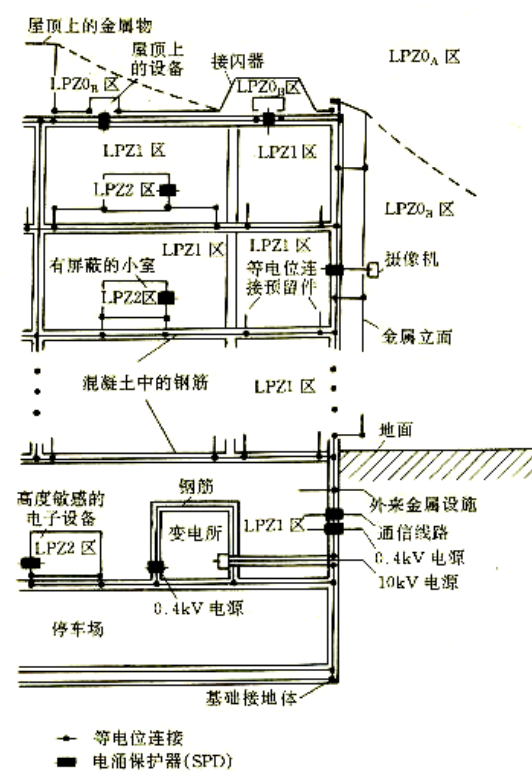 屋顶上的金属物
屋顶上
的设备
接闪器
LPZ0A 区
LPZ0B 区
LPZ0B区
LPZ1 区
LPZ1 区
LPZ2 区
LPZ0B 区
LPZ1 区
LPZ1 区
有屏蔽的小室
等电位连
接预留件
摄像机
LPZ2区
金属立面
混凝土中的钢筋
LPZ1 区
地面
钢筋
高度敏感的
电子设备
外来金属设施
变电所
LPZ1 区
通信线路
LPZ2 区
0.4kV 电源
10kV 电源
0.4kV 电源
停车场
基础接地体
等电位连接
电涌保护器(SPD)